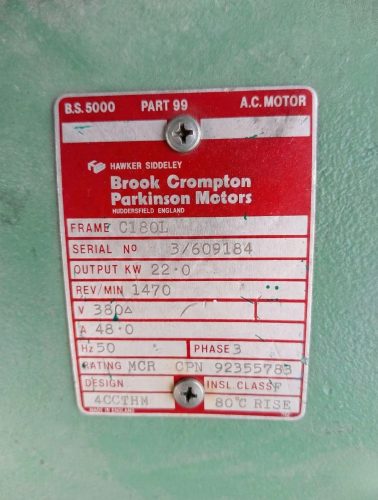 B.S. 5000 PART 99 A.C. MOTOR
HAWKER SIDDELEY
Brook Crompton
Parkinson Motors
HUDDERSFIELD ENGLAND
FRAME C180L
SERIAL Nº 3/609184
OUTPUT KW 22·0
REV/MIN 1470
V 380△
A 48·0
Hz 50 PHASE 3
RATING MCR CPN 92355783
DESIGN INSL.CLASS F
4CCTHM 80°C RISE
MADE IN ENGLAND